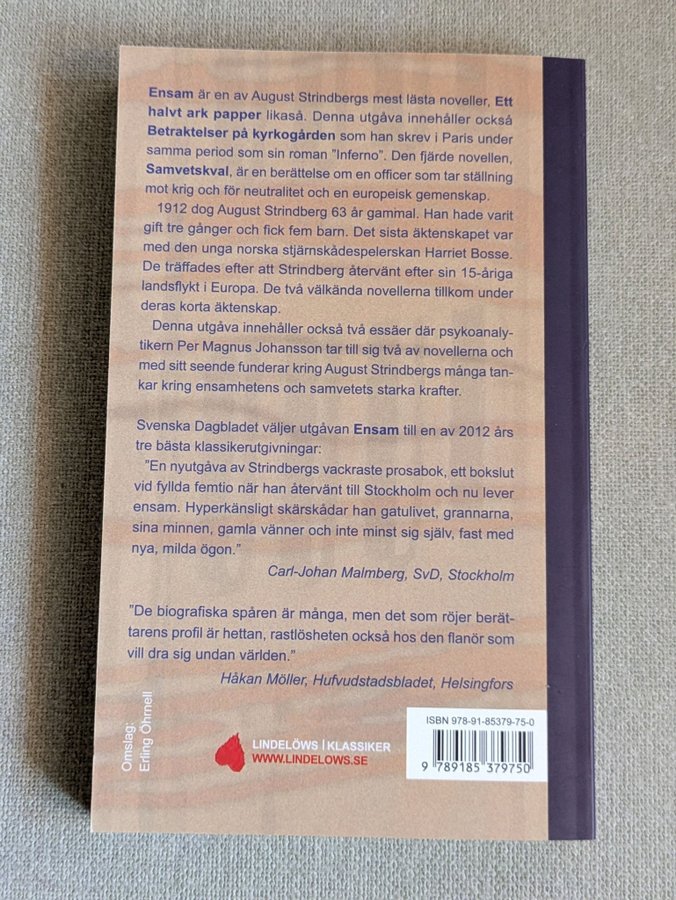 Ensam är en av August Strindbergs mest lästa noveller, Ett
halvt ark papper likaså. Denna utgåva innehåller också
Betraktelser på kyrkogården som han skrev i Paris under
samma period som sin roman "Inferno". Den fjärde novellen,
Samvetskval, är en berättelse om en officer som tar ställning
mot krig och för neutralitet och en europeisk gemenskap.
1912 dog August Strindberg 63 år gammal. Han hade varit
gift tre gånger och fick fem barn. Det sista äktenskapet var
med den unga norska stjärnskådespelerskan Harriet Bosse.
De träffades efter att Strindberg återvänt efter sin 15-åriga
landsflykt i Europa. De två välkända novellerna tillkom under
deras korta äktenskap.
Denna utgåva innehåller också två essäer där psykoanaly-
tikern Per Magnus Johansson tar till sig två av novellerna och
med sitt seende funderar kring August Strindbergs många tan-
kar kring ensamhetens och samvetets starka krafter.
Svenska Dagbladet väljer utgåvan Ensam till en av 2012 års
tre bästa klassikerutgivningar:
"En nyutgåva av Strindbergs vackraste prosabok, ett bokslut
vid fyllda femtio när han återvänt till Stockholm och nu lever
ensam. Hyperkänsligt skärskådar han gatulivet, grannarna,
sina minnen, gamla vänner och inte minst sig själv, fast med
nya, milda ögon."
Carl-Johan Malmberg, SvD, Stockholm
"De biografiska spåren är många, men det som röjer berät-
tarens profil är hettan, rastlösheten också hos den flanör som
vill dra sig undan världen."
Håkan Möller, Hufvudstadsbladet, Helsingfors
Omslag:
Erling Öhrnell
LINDELÖWS | KLASSIKER
WWW.LINDELOWS.SE
ISBN 978-91-85379-75-0
9 789185 379750